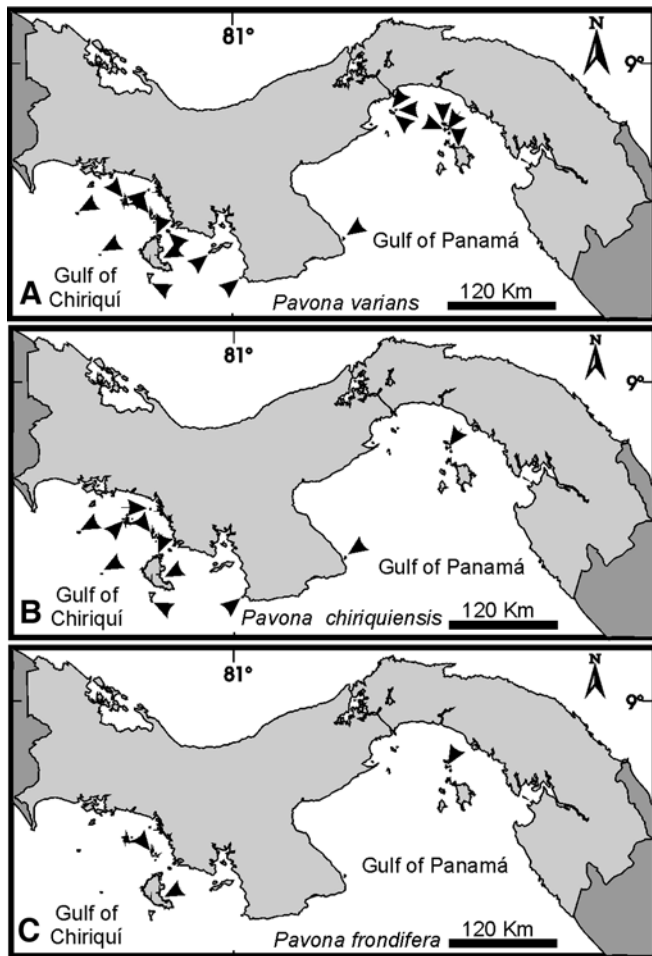 81°
N
9°
Gulf of Panamá
Gulf of
Chiriquí
A
Pavona varians
120 Km
81°
N
9°
Gulf of Panamá
Gulf of
Chiriquí
B
Pavona chiriquiensis
120 Km
81°
N
9°
Gulf of Panamá
Gulf of
Chiriquí
C
Pavona frondifera
120 Km